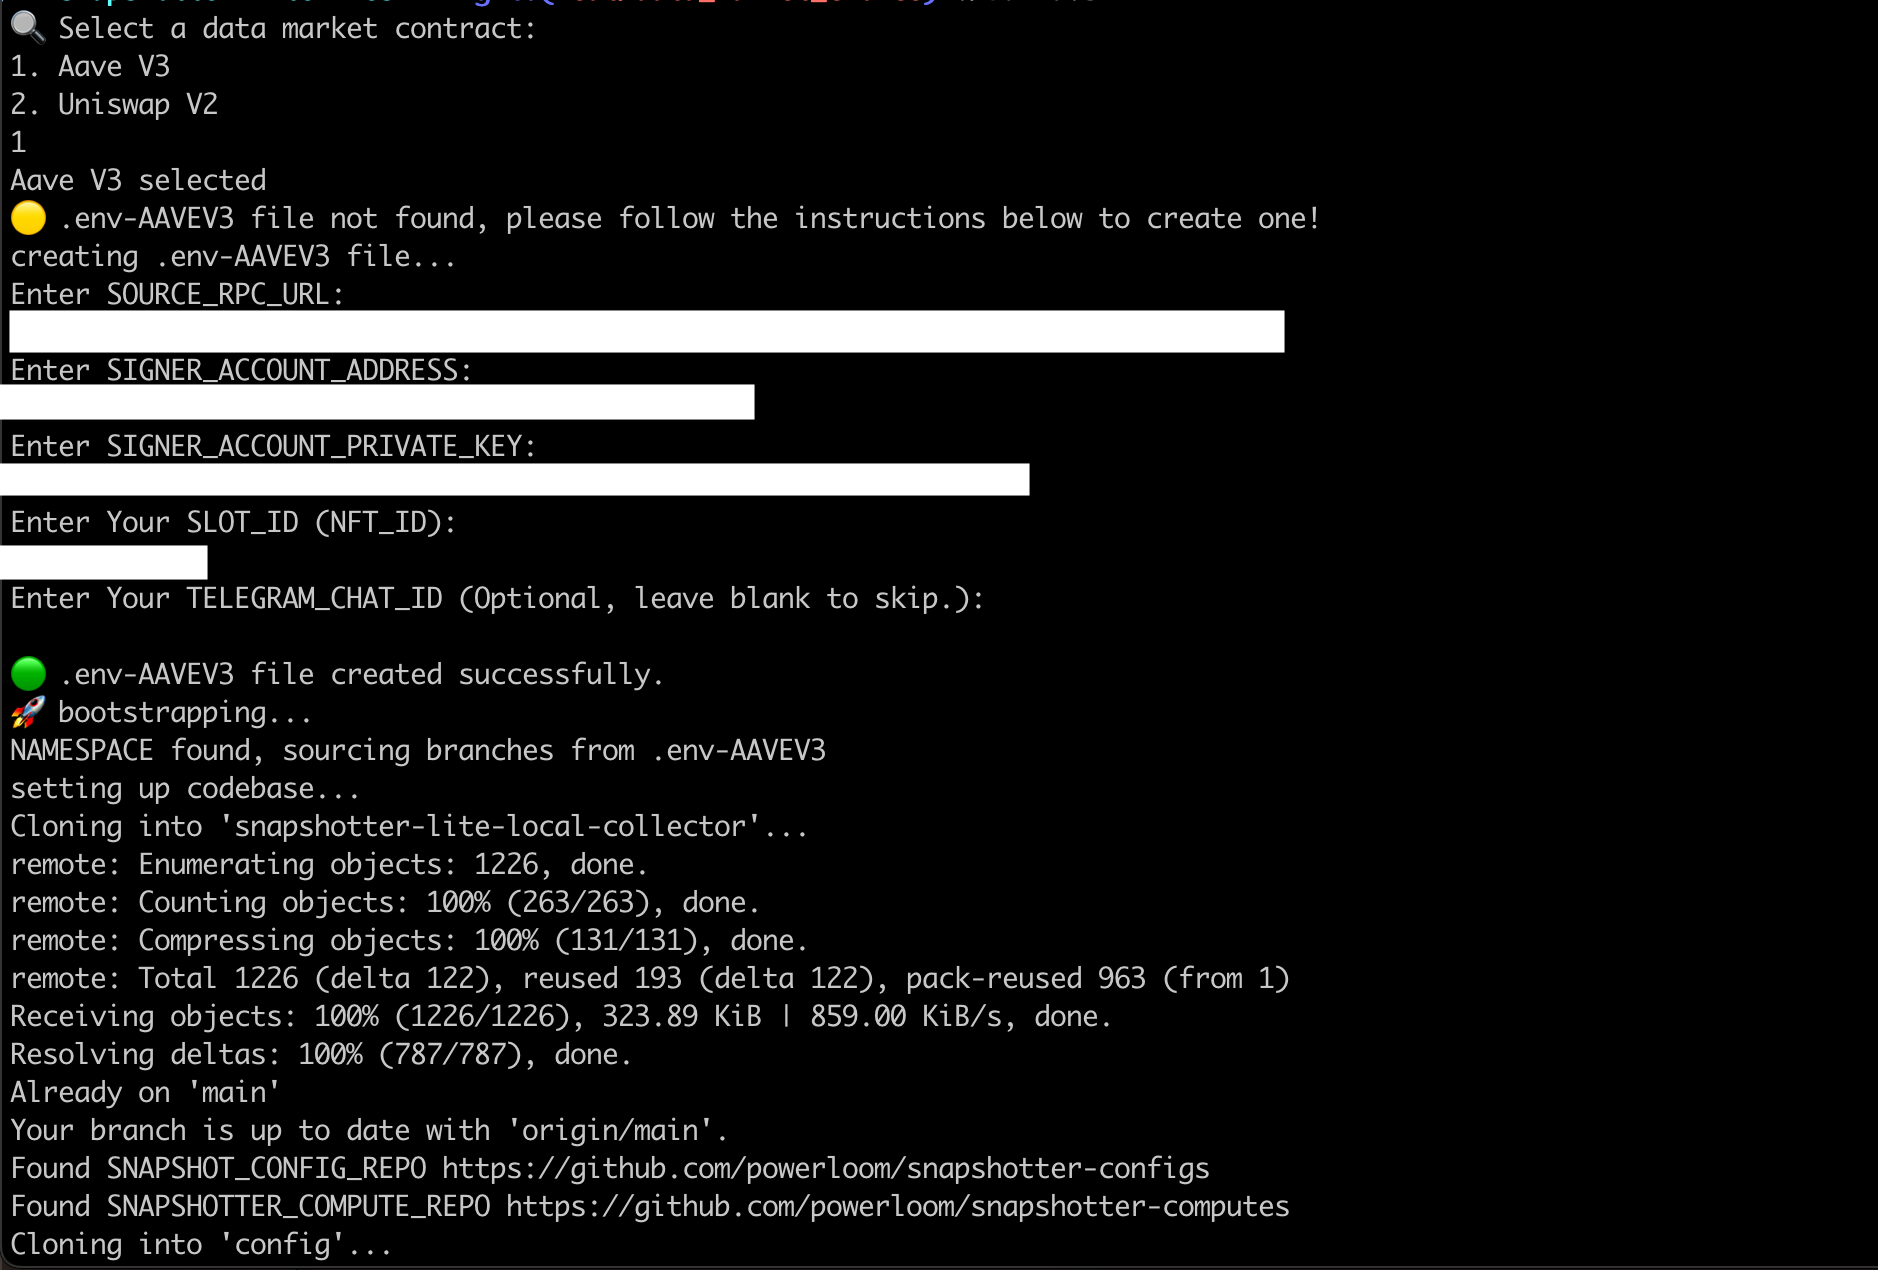 Select a data market contract:
1. Aave V3
2. Uniswap V2
1
Aave V3 selected
.env-AAVEV3 file not found, please follow the instructions below to create one!
creating .env-AAVEV3 file...
Enter SOURCE_RPC_URL:
Enter SIGNER_ACCOUNT_ADDRESS:
Enter SIGNER_ACCOUNT_PRIVATE_KEY:
Enter Your SLOT_ID (NFT_ID):
Enter Your TELEGRAM_CHAT_ID (Optional, leave blank to skip.):
.env-AAVEV3 file created successfully.
bootstrapping...
NAMESPACE found, sourcing branches from .env-AAVEV3
setting up codebase...
Cloning into 'snapshotter-lite-local-collector'...
remote: Enumerating objects: 1226, done.
remote: Counting objects: 100% (263/263), done.
remote: Compressing objects: 100% (131/131), done.
remote: Total 1226 (delta 122), reused 193 (delta 122), pack-reused 963 (from 1)
Receiving objects: 100% (1226/1226), 323.89 KiB | 859.00 KiB/s, done.
Resolving deltas: 100% (787/787), done.
Already on 'main'
Your branch is up to date with 'origin/main'.
Found SNAPSHOT_CONFIG_REPO https://github.com/powerloom/snapshotter-configs
Found SNAPSHOTTER_COMPUTE_REPO https://github.com/powerloom/snapshotter-computes
Cloning into 'config'...